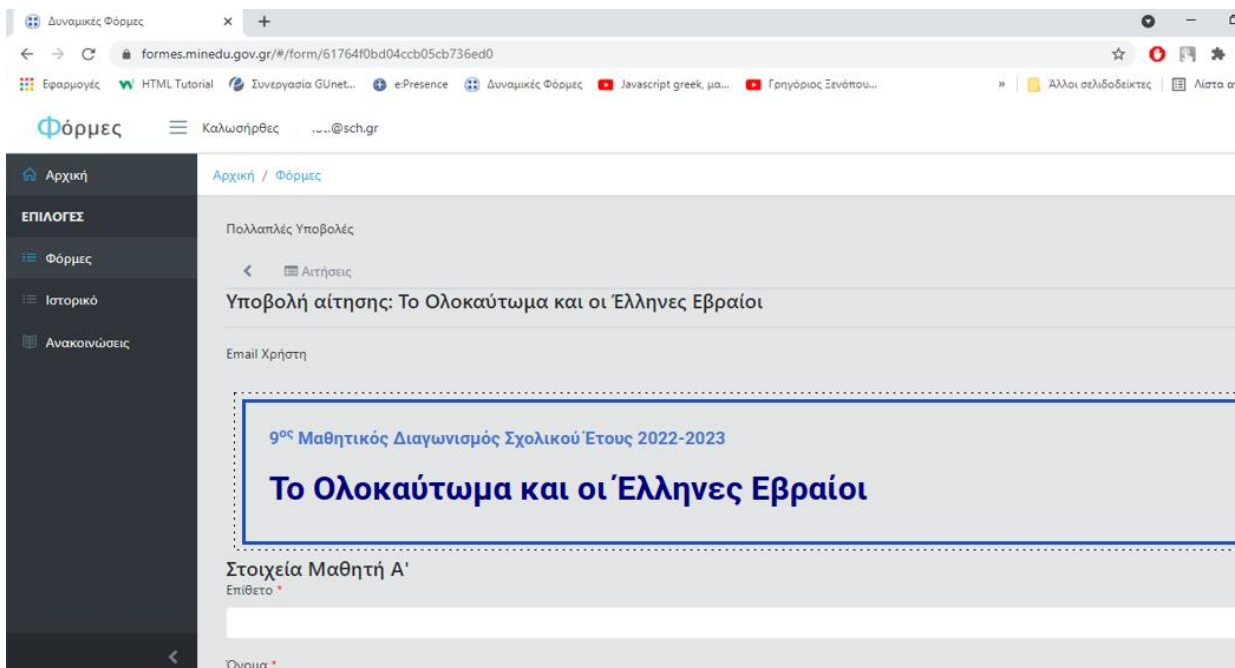 Δυναμικές Φόρμες
formes.minedu.gov.gr/#/form/61764f0bd04ccb05cb736ed0
Εφαρμογές HTML Tutorial Συνεργασία GUnet... e:Presence Δυναμικές Φόρμες Javascript greek, μα... Γρηγόριος Ξενόπου... » Άλλοι σελιδοδείκτες Λίστα
Φόρμες Καλωσήρθες @sch.gr
Αρχική Αρχική / Φόρμες
ΕΠΙΛΟΓΕΣ
Πολλαπλές Υποβολές
Φόρμες
Αιτήσεις
Ιστορικό
Υποβολή αίτησης: Το Ολοκαύτωμα και οι Έλληνες Εβραίοι
Ανακοινώσεις
Email Χρήστη
9ος Μαθητικός Διαγωνισμός Σχολικού Έτους 2022-2023
Το Ολοκαύτωμα και οι Έλληνες Εβραίοι
Στοιχεία Μαθητή Α'
Επίθετο *
Όνομα *